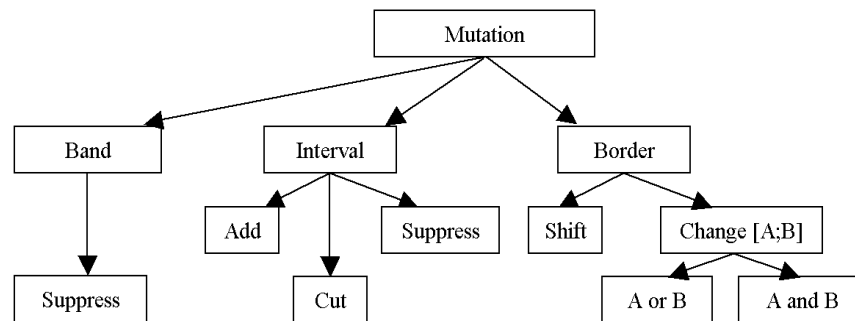 Mutation
Band
Interval
Border
Add
Suppress
Shift
Change [A;B]
Suppress
Cut
A or B
A and B